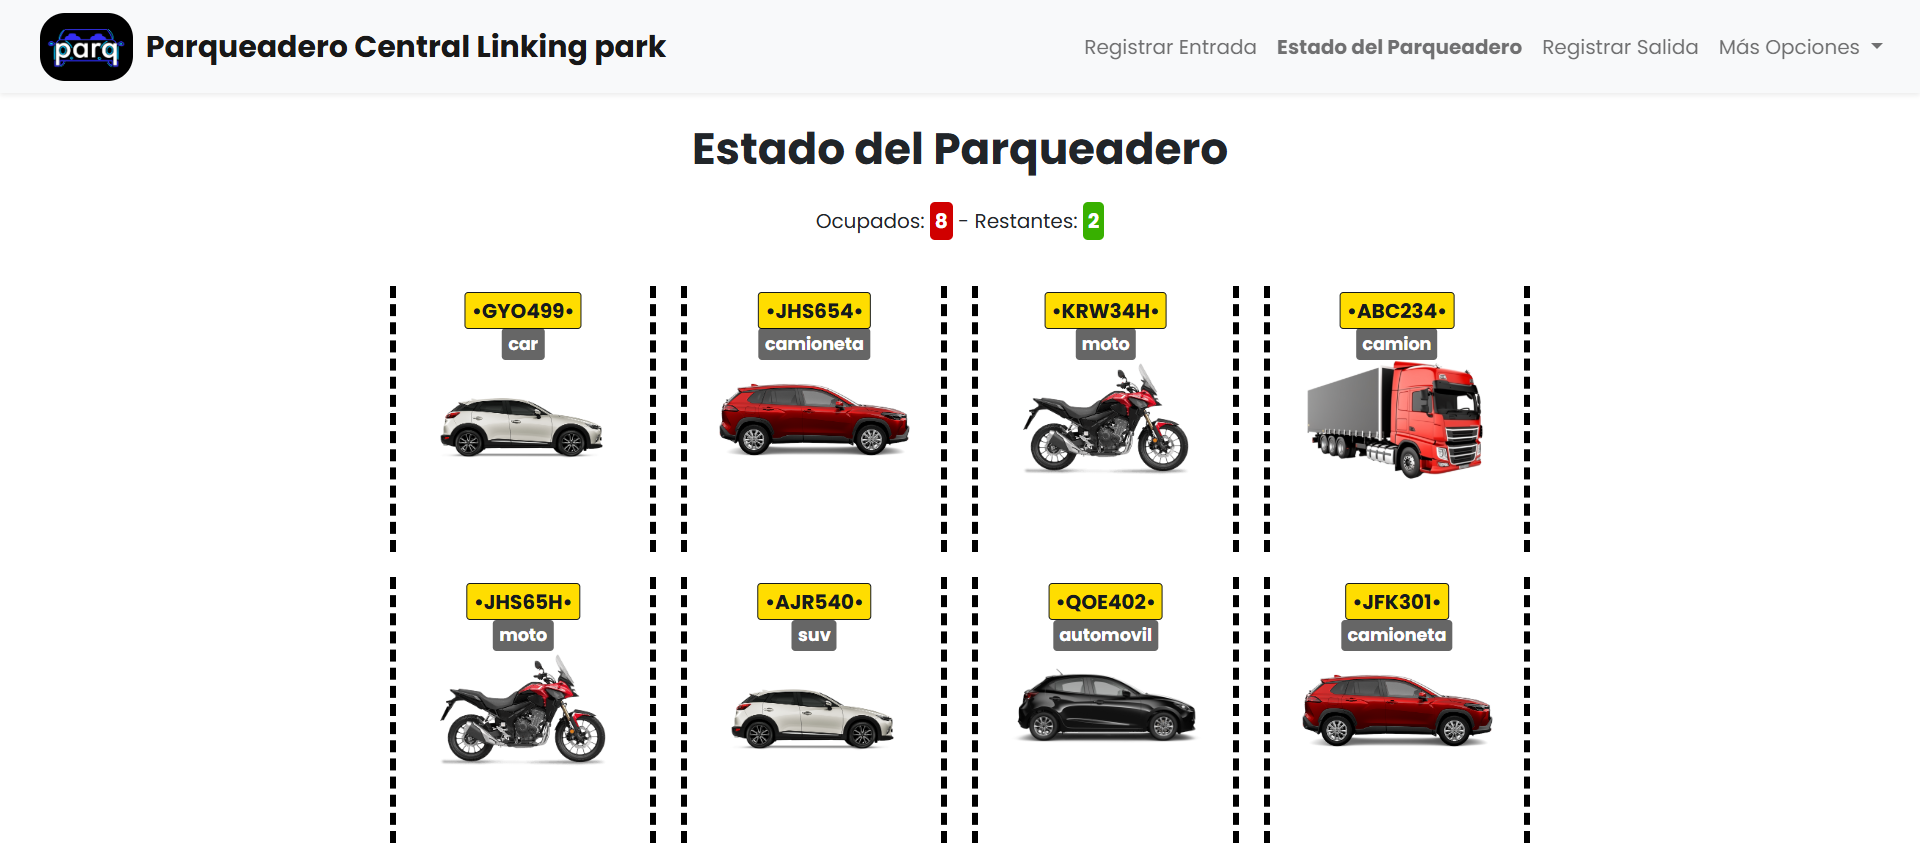 parq Parqueadero Central Linking park
Registrar Entrada Estado del Parqueadero Registrar Salida Más Opciones
Estado del Parqueadero
Ocupados: 8 - Restantes: 2
•GYO499• •JHS654• •KRW34H• •ABC234•
car camioneta moto camion
•JHS65H• •AJR540• •QOE402• •JFK301•
moto suv automovil camioneta